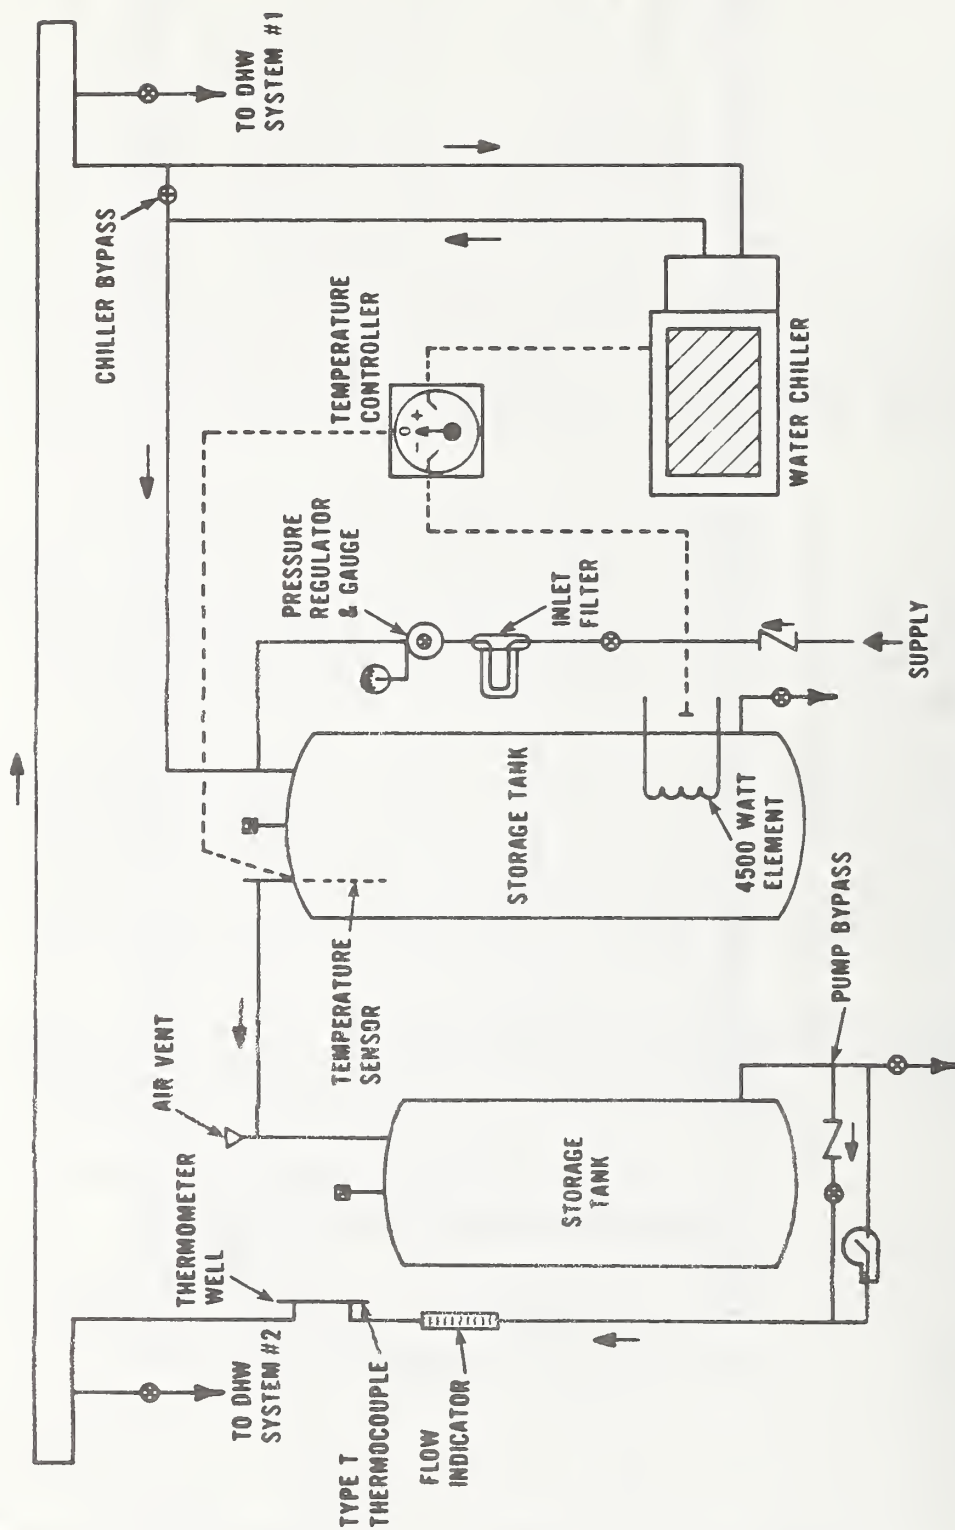 TO DHW
SYSTEM #1
CHILLER BYPASS
TEMPERATURE
CONTROLLER
- 0 +
WATER CHILLER
PRESSURE
REGULATOR
& GAUGE
INLET
FILTER
SUPPLY
STORAGE TANK
4500 WATT
ELEMENT
TEMPERATURE
SENSOR
PUMP BYPASS
AIR VENT
STORAGE
TANK
THERMOMETER
WELL
TO DHW
SYSTEM #2
TYPE T
THERMOCOUPLE
FLOW
INDICATOR